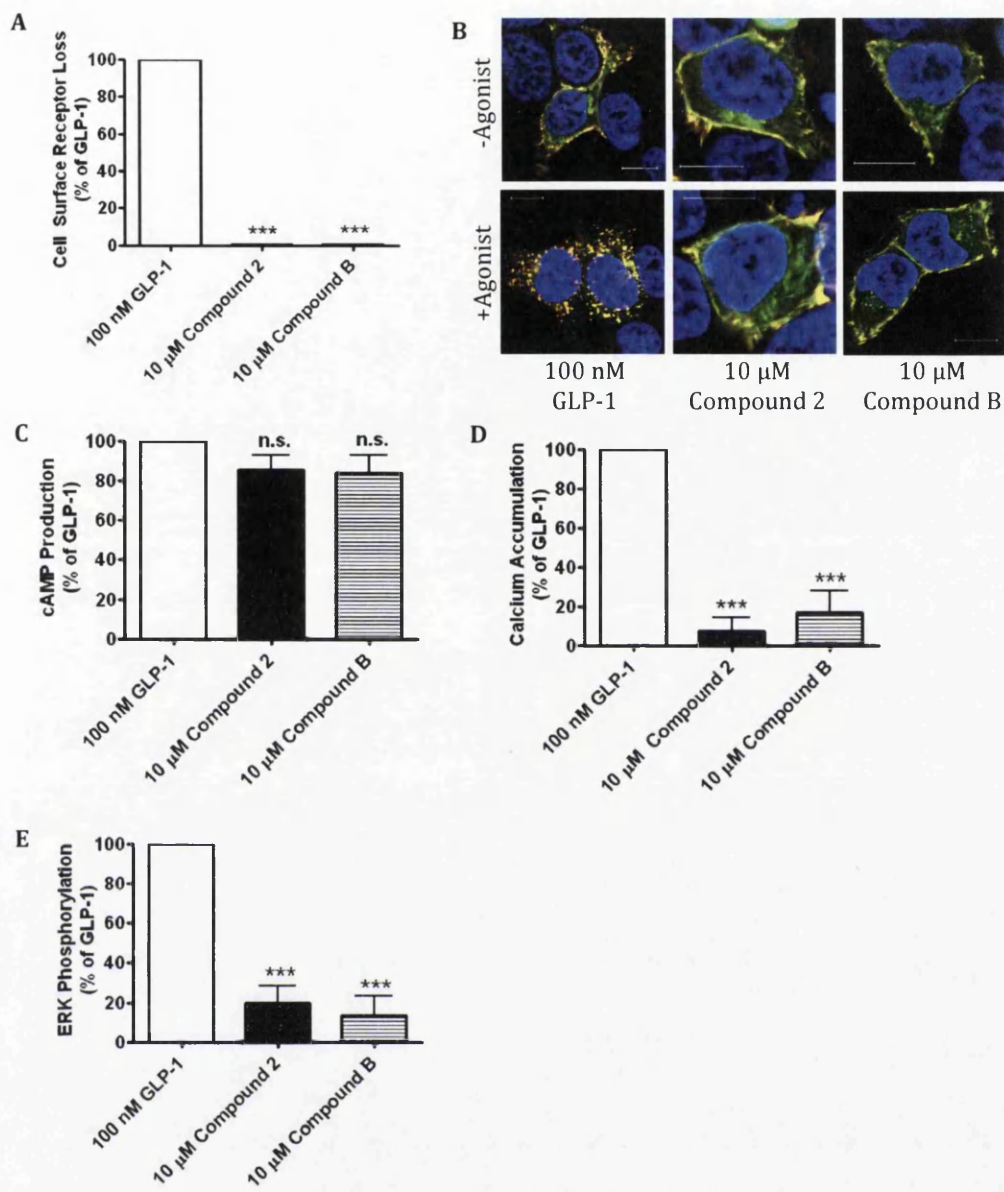 A
Cell Surface Receptor Loss
(% of GLP-1)
100
80
60
40
20
0
***
***
100 nM GLP-1
10 µM Compound 2
10 µM Compound B
B
-Agonist
+Agonist
100 nM
GLP-1
10 µM
Compound 2
10 µM
Compound B
C
cAMP Production
(% of GLP-1)
100
80
60
40
20
0
n.s.
n.s.
100 nM GLP-1
10 µM Compound 2
10 µM Compound B
D
Calcium Accumulation
(% of GLP-1)
100
80
60
40
20
0
***
***
100 nM GLP-1
10 µM Compound 2
10 µM Compound B
E
ERK Phosphorylation
(% of GLP-1)
100
80
60
40
20
0
***
***
100 nM GLP-1
10 µM Compound 2
10 µM Compound B